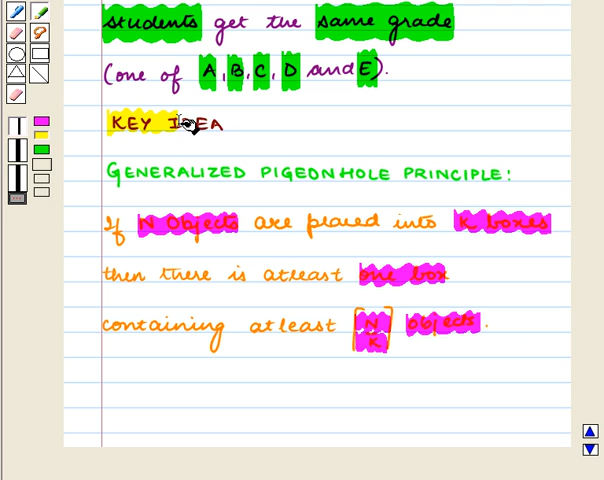 students get the same grade
(one of A, B, C, D and E).
KEY IDEA
GENERALIZED PIGEONHOLE PRINCIPLE:
If N Objects are placed into K boxes
then there is atleast one box
containing atleast ⌈N/K⌉ objects.